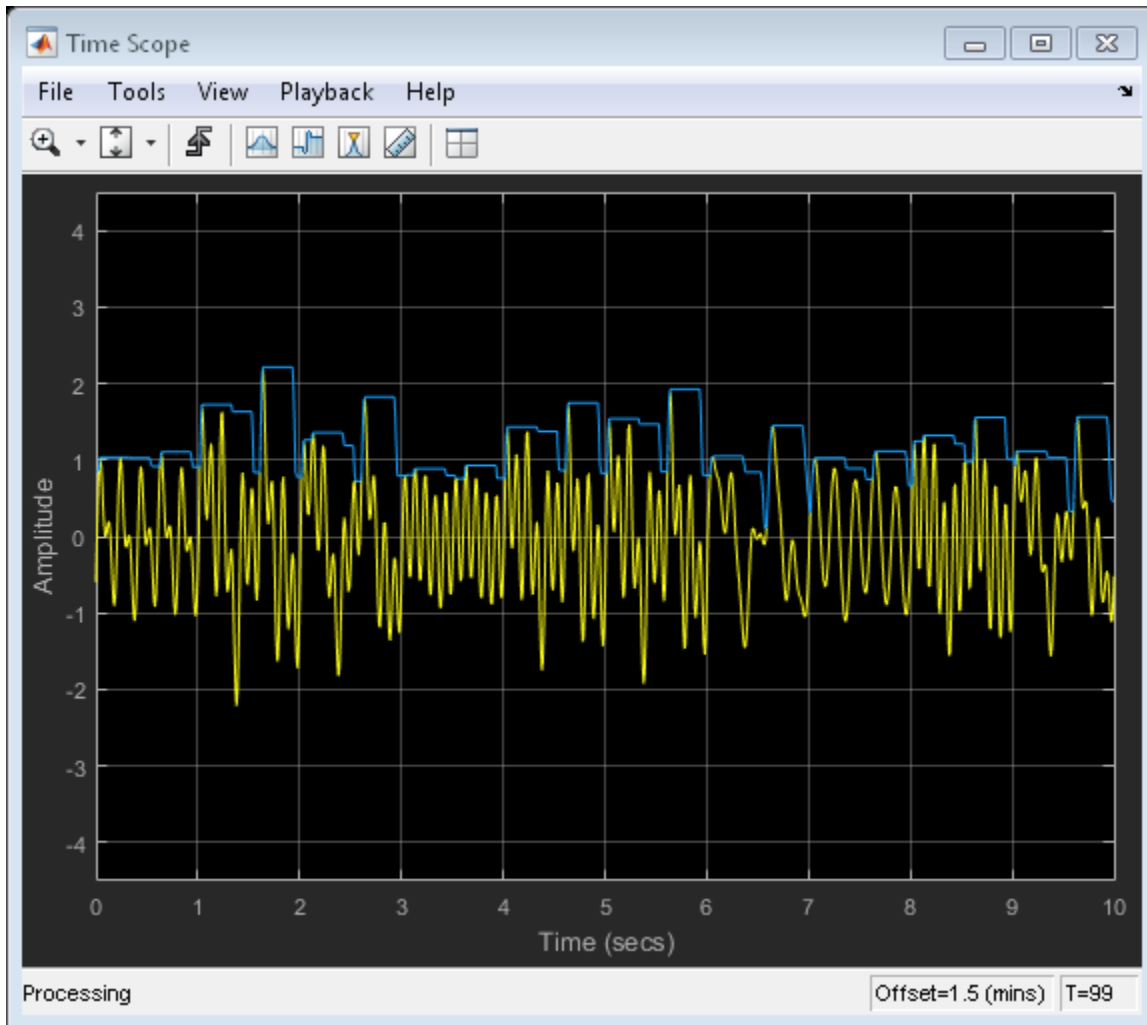 Time Scope
File Tools View Playback Help
4
3
2
1
0
-1
-2
-3
-4
Amplitude
0 1 2 3 4 5 6 7 8 9 10
Time (secs)
Processing Offset=1.5 (mins) T=99